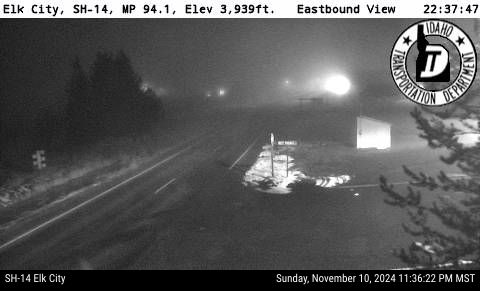 Elk City, SH-14, MP 94.1, Elev 3,939ft. Eastbound View 22:37:47
IDAHO
TRANSPORTATION DEPARTMENT
SH-14 Elk City Sunday, November 10, 2024 11:36:22 PM MST